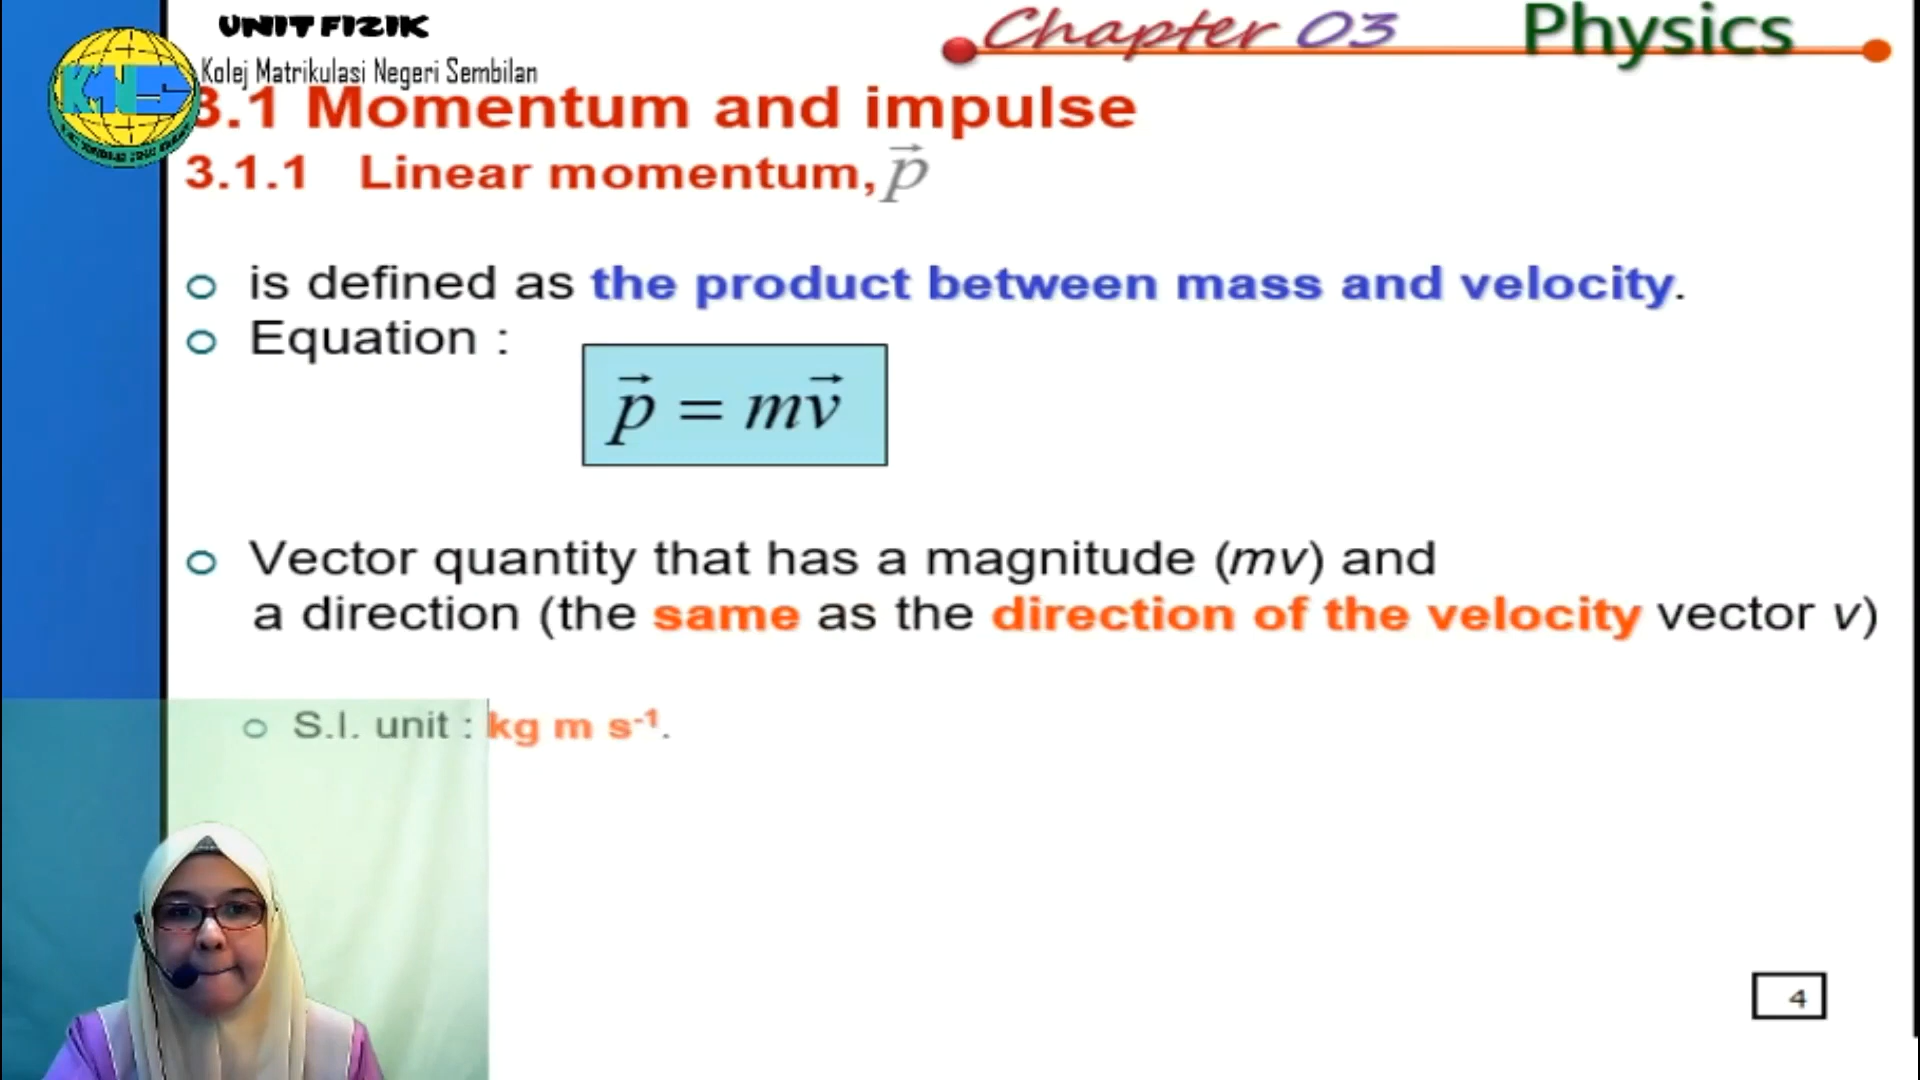 UNIT FIZIK
Kolej Matrikulasi Negeri Sembilan
Chapter 03 Physics
KMNS
3.1 Momentum and impulse
3.1.1 Linear momentum, p⃗
is defined as the product between mass and velocity.
Equation :
p⃗ = mv⃗
Vector quantity that has a magnitude (mv) and
a direction (the same as the direction of the velocity vector v)
S.I. unit : kg m s⁻¹.
4